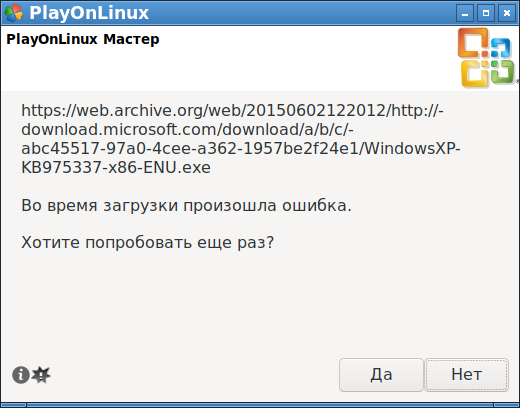 PlayOnLinux
PlayOnLinux Мастер
https://web.archive.org/web/20150602122012/http://-
download.microsoft.com/download/a/b/c/-
abc45517-97a0-4cee-a362-1957be2f24e1/WindowsXP-
KB975337-x86-ENU.exe
Во время загрузки произошла ошибка.
Хотите попробовать еще раз?
Да
Нет